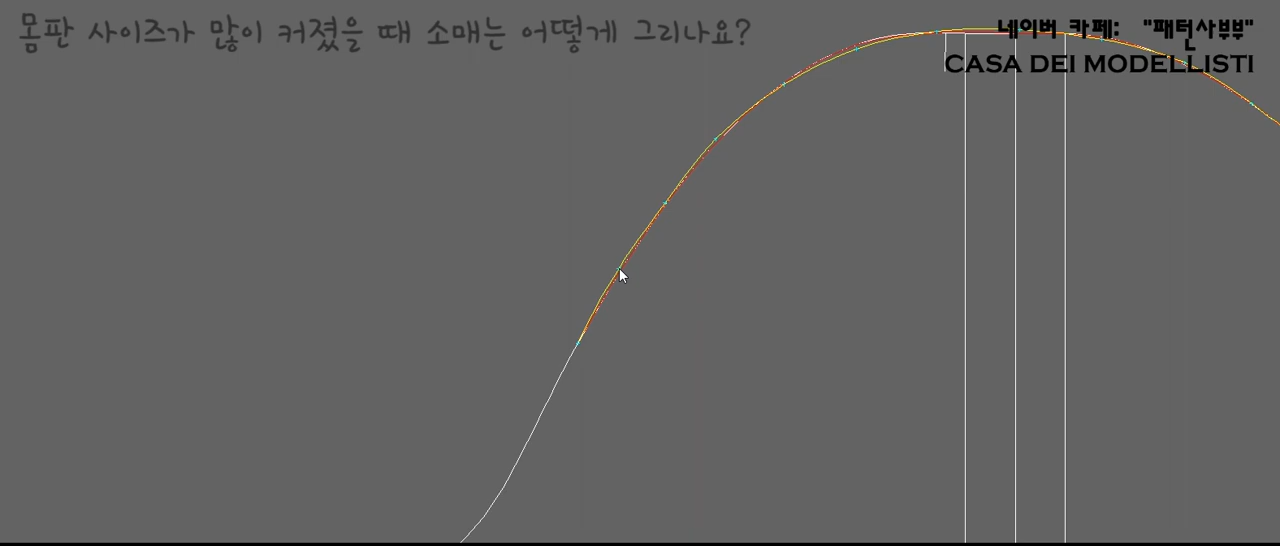 몸판 사이즈가 많이 커졌을 때 소매는 어떻게 그리나요?
네이버 카페: "패턴사부부"
CASA DEI MODELLISTI